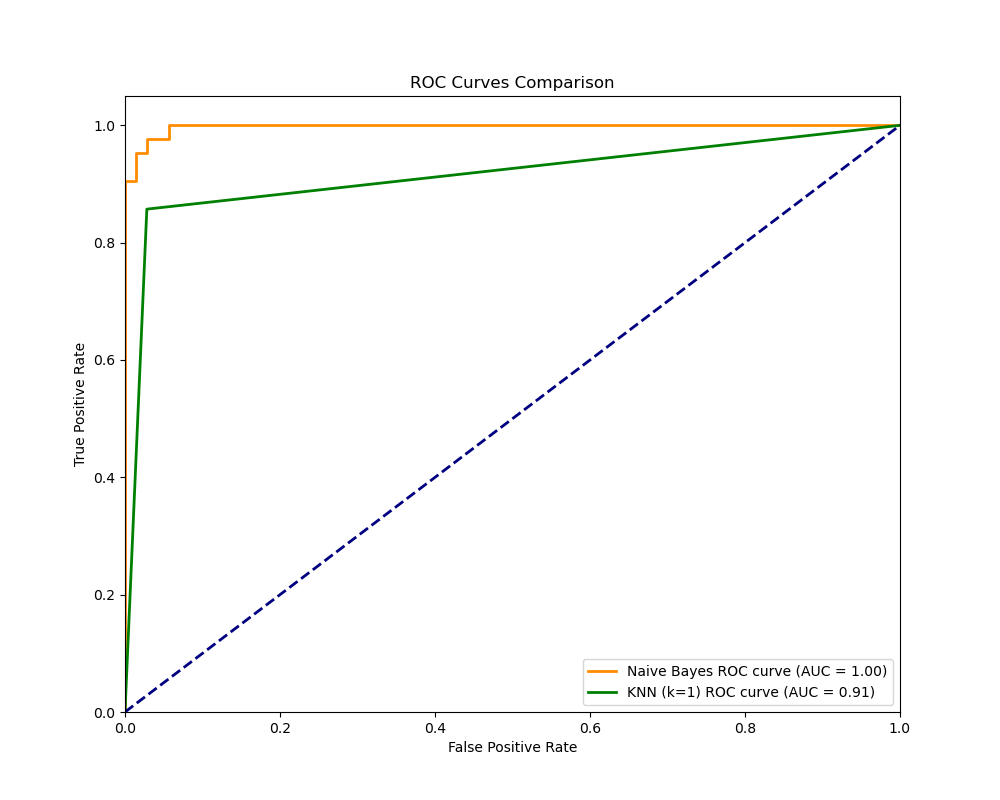 ROC Curves Comparison
True Positive Rate
1.0
0.8
0.6
0.4
0.2
0.0
0.0 0.2 0.4 0.6 0.8 1.0
False Positive Rate
Naive Bayes ROC curve (AUC = 1.00)
KNN (k=1) ROC curve (AUC = 0.91)